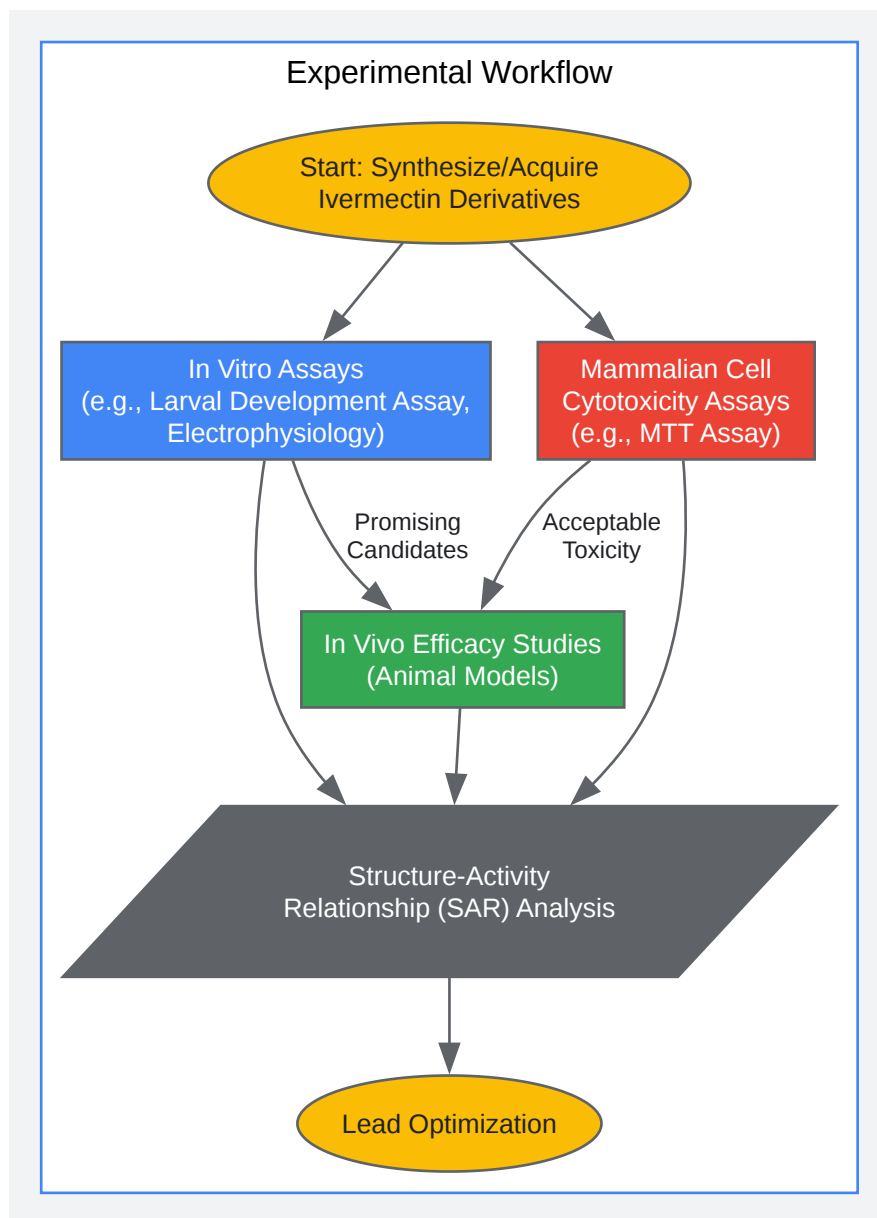 Experimental Workflow
Start: Synthesize/Acquire
Ivermectin Derivatives
In Vitro Assays
(e.g., Larval Development Assay,
Electrophysiology)
Mammalian Cell
Cytotoxicity Assays
(e.g., MTT Assay)
Promising
Candidates
Acceptable
Toxicity
In Vivo Efficacy Studies
(Animal Models)
Structure-Activity
Relationship (SAR) Analysis
Lead Optimization